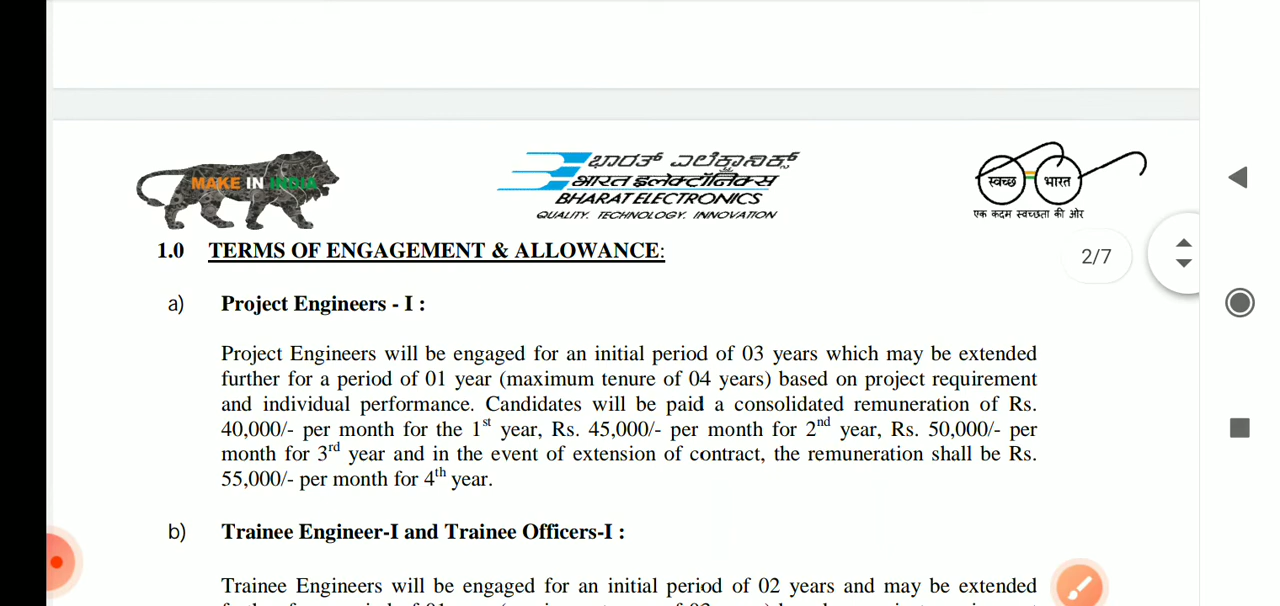 MAKE IN INDIA
ಭಾರತ್ ಎಲೆಕ್ಟ್ರಾನಿಕ್ಸ್
भारत इलेक्ट्रॉनिक्स
BHARAT ELECTRONICS
QUALITY. TECHNOLOGY. INNOVATION
स्वच्छ भारत
एक कदम स्वच्छता की ओर
1.0 TERMS OF ENGAGEMENT & ALLOWANCE:
2/7
a) Project Engineers - I :
Project Engineers will be engaged for an initial period of 03 years which may be extended
further for a period of 01 year (maximum tenure of 04 years) based on project requirement
and individual performance. Candidates will be paid a consolidated remuneration of Rs.
40,000/- per month for the 1st year, Rs. 45,000/- per month for 2nd year, Rs. 50,000/- per
month for 3rd year and in the event of extension of contract, the remuneration shall be Rs.
55,000/- per month for 4th year.
b) Trainee Engineer-I and Trainee Officers-I :
Trainee Engineers will be engaged for an initial period of 02 years and may be extended